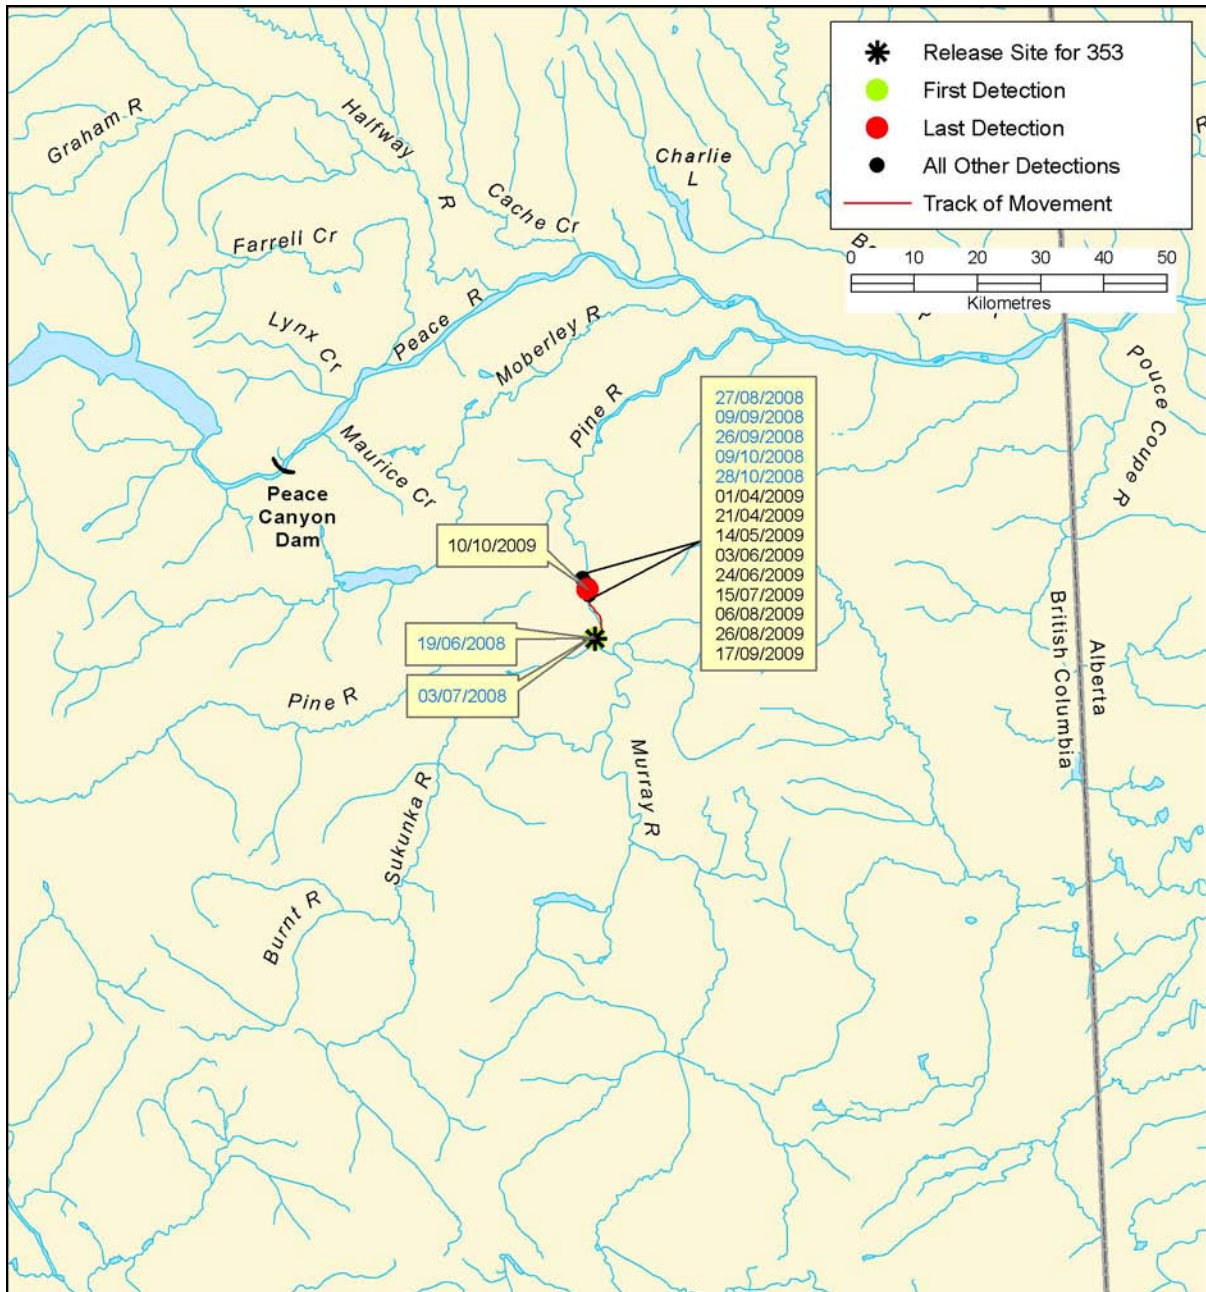 Release Site for 353
First Detection
Last Detection
All Other Detections
Track of Movement
0 10 20 30 40 50
Kilometres
Graham R
Halfway
R
Charlie
L
R
Cache Cr
Farrell Cr
Be
Lynx Cr
Peace R
Moberley R
Pouce Coupe R
Pine R
Maurice Cr
Peace
Canyon
Dam
27/08/2008
09/09/2008
26/09/2008
09/10/2008
28/10/2008
01/04/2009
21/04/2009
14/05/2009
03/06/2009
24/06/2009
15/07/2009
06/08/2009
26/08/2009
17/09/2009
10/10/2009
19/06/2008
03/07/2008
British Columbia
Alberta
Pine R
Murray R
Sukunka R
Burnt R